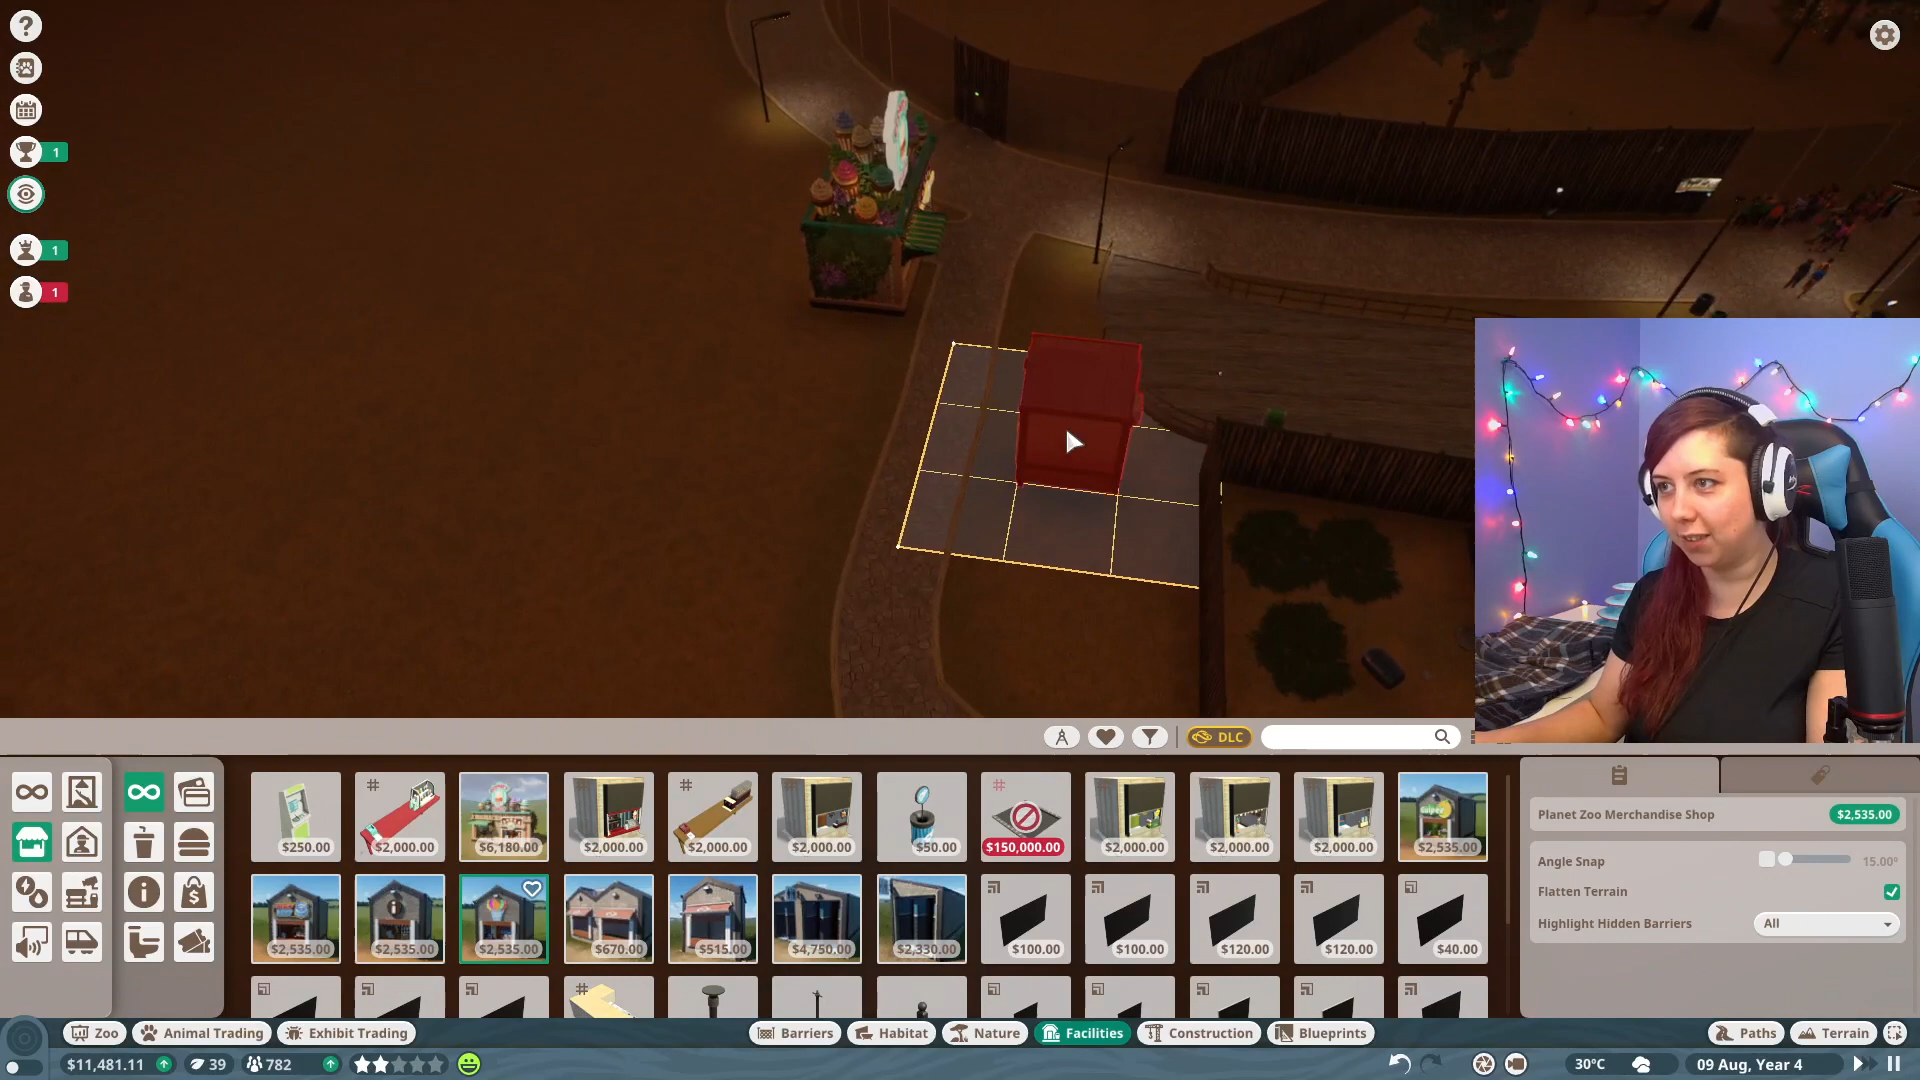 ?
1
1
1
DLC
$250.00
$2,000.00
$6,180.00
$2,000.00
$2,000.00
$2,000.00
$50.00
$150,000.00
$2,000.00
$2,000.00
$2,000.00
$2,535.00
$2,535.00
$2,535.00
$2,535.00
$670.00
$515.00
$4,750.00
$2,330.00
$100.00
$100.00
$120.00
$120.00
$40.00
Planet Zoo Merchandise Shop
$2,535.00
Angle Snap
15.00°
Flatten Terrain
Highlight Hidden Barriers
All
Zoo
Animal Trading
Exhibit Trading
Barriers
Habitat
Nature
Facilities
Construction
Blueprints
Paths
Terrain
$11,481.11
39
782
30°C
09 Aug, Year 4